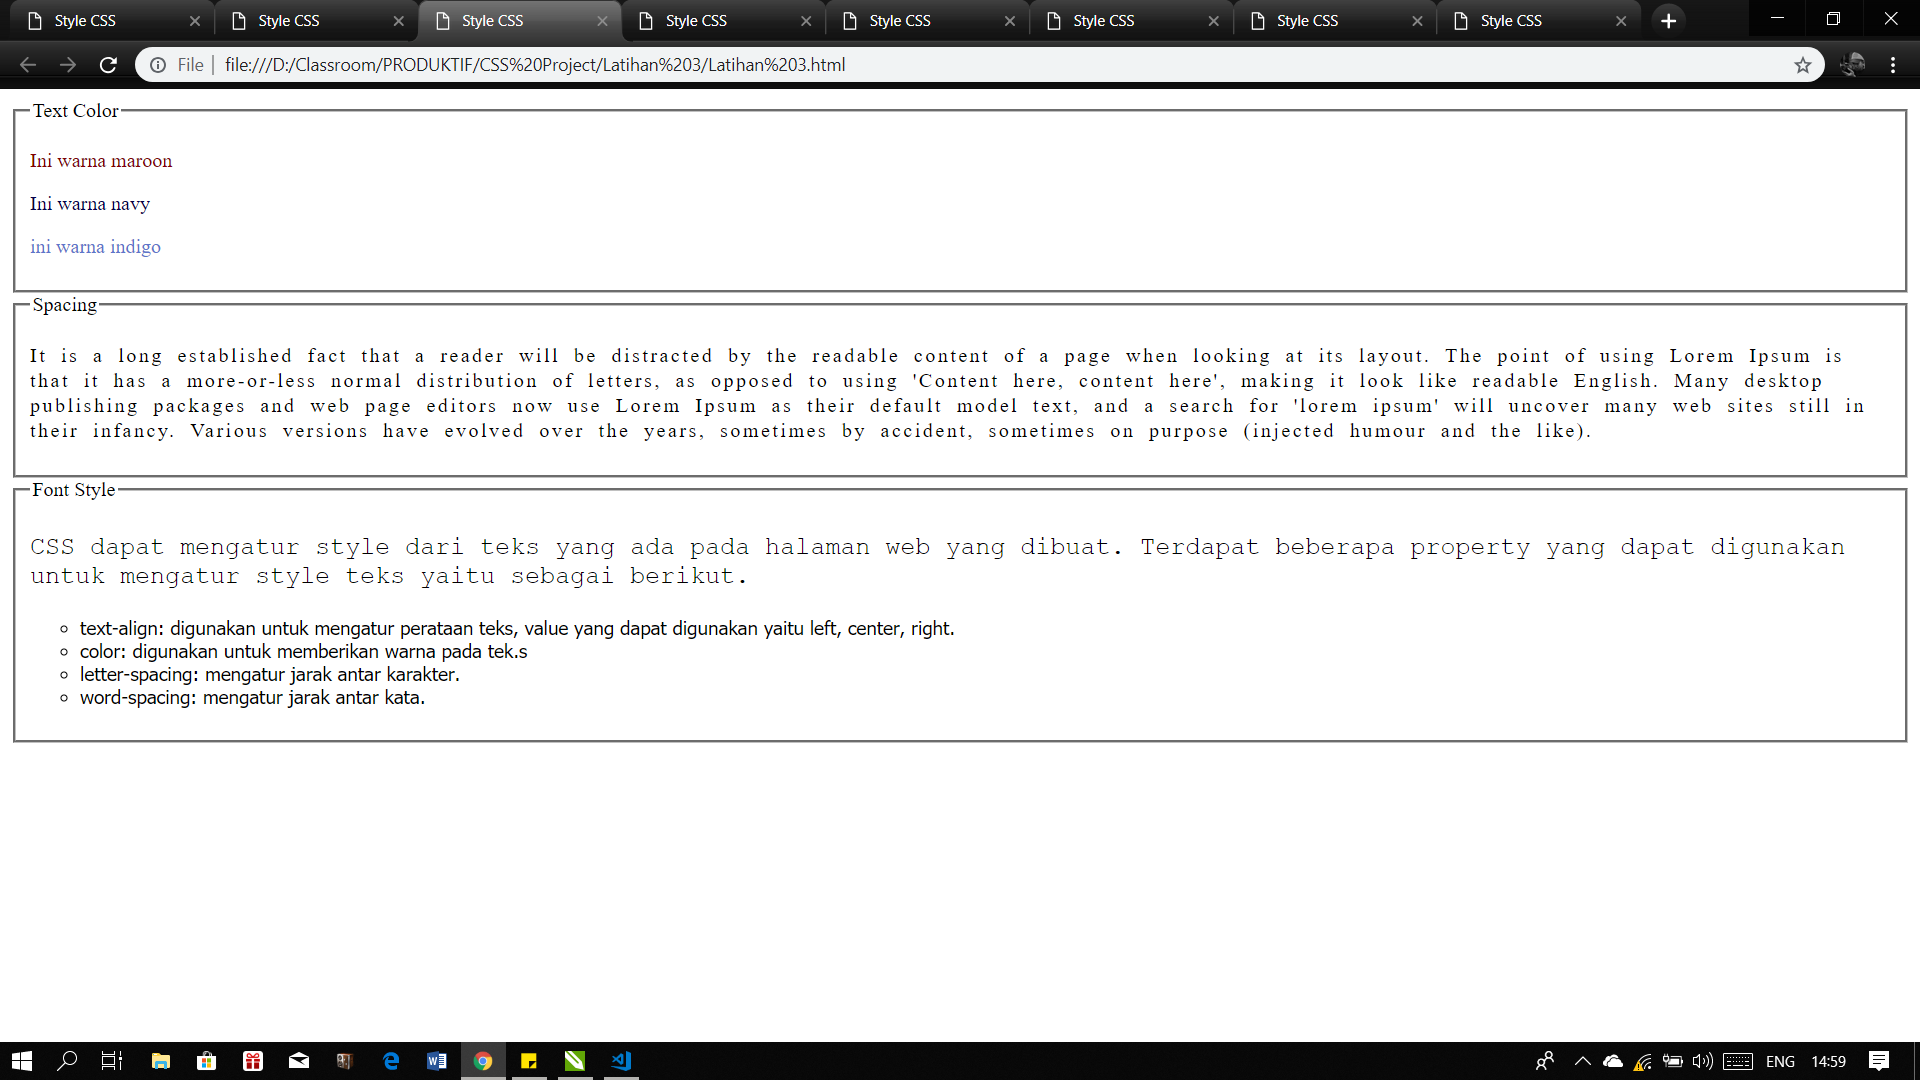 Style CSS Style CSS Style CSS Style CSS Style CSS Style CSS Style CSS Style CSS
File | file:///D:/Classroom/PRODUKTIF/CSS%20Project/Latihan%203/Latihan%203.html
Text Color
Ini warna maroon
Ini warna navy
ini warna indigo
Spacing
It is a long established fact that a reader will be distracted by the readable content of a page when looking at its layout. The point of using Lorem Ipsum is
that it has a more-or-less normal distribution of letters, as opposed to using 'Content here, content here', making it look like readable English. Many desktop
publishing packages and web page editors now use Lorem Ipsum as their default model text, and a search for 'lorem ipsum' will uncover many web sites still in
their infancy. Various versions have evolved over the years, sometimes by accident, sometimes on purpose (injected humour and the like).
Font Style
CSS dapat mengatur style dari teks yang ada pada halaman web yang dibuat. Terdapat beberapa property yang dapat digunakan
untuk mengatur style teks yaitu sebagai berikut.
text-align: digunakan untuk mengatur perataan teks, value yang dapat digunakan yaitu left, center, right.
color: digunakan untuk memberikan warna pada tek.s
letter-spacing: mengatur jarak antar karakter.
word-spacing: mengatur jarak antar kata.
ENG 14:59